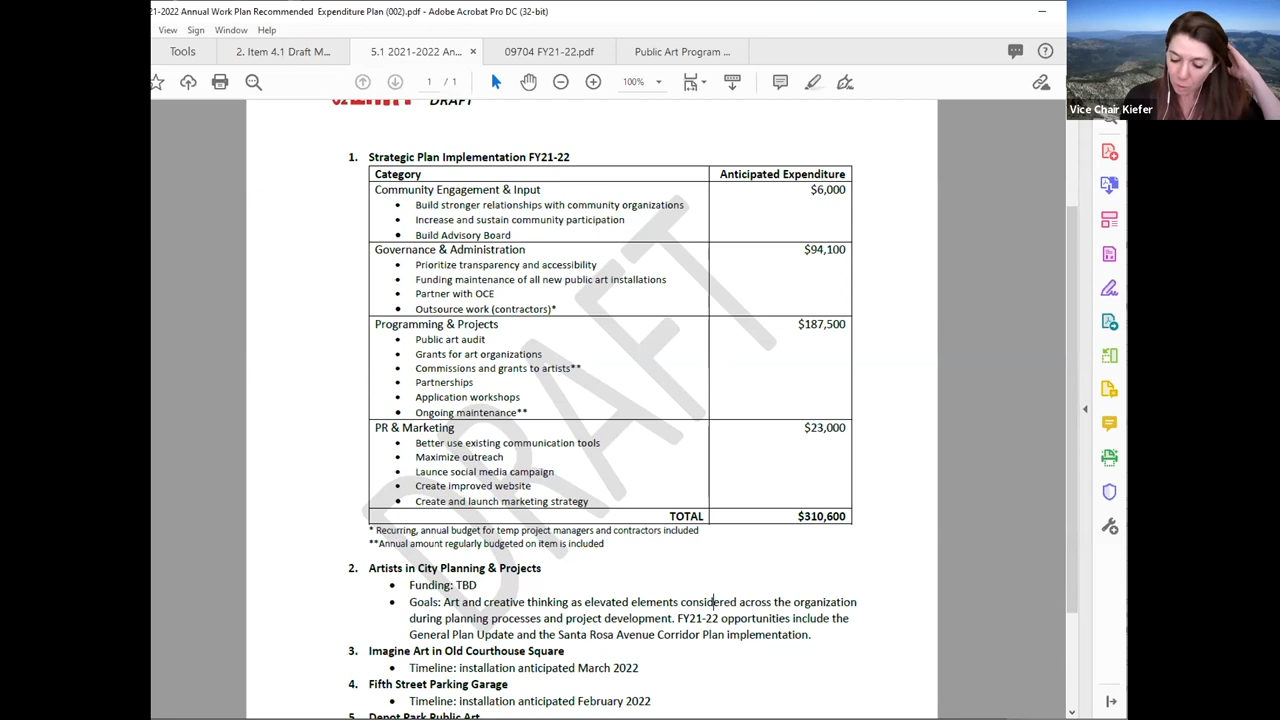 21-2022 Annual Work Plan Recommended Expenditure Plan (002).pdf - Adobe Acrobat Pro DC (32-bit)
View Sign Window Help
Tools 2. Item 4.1 Draft M... 5.1 2021-2022 An... × 09704 FY21-22.pdf Public Art Program ...
1 / 1 100%
Vice Chair Kiefer
DRAFT
1. Strategic Plan Implementation FY21-22
Category Anticipated Expenditure
Community Engagement & Input $6,000
• Build stronger relationships with community organizations
• Increase and sustain community participation
• Build Advisory Board
Governance & Administration $94,100
• Prioritize transparency and accessibility
• Funding maintenance of all new public art installations
• Partner with OCE
• Outsource work (contractors)*
Programming & Projects $187,500
• Public art audit
• Grants for art organizations
• Commissions and grants to artists**
• Partnerships
• Application workshops
• Ongoing maintenance**
PR & Marketing $23,000
• Better use existing communication tools
• Maximize outreach
• Launce social media campaign
• Create improved website
• Create and launch marketing strategy
TOTAL $310,600
* Recurring, annual budget for temp project managers and contractors included
**Annual amount regularly budgeted on item is included
DRAFT
2. Artists in City Planning & Projects
• Funding: TBD
• Goals: Art and creative thinking as elevated elements considered across the organization
during planning processes and project development. FY21-22 opportunities include the
General Plan Update and the Santa Rosa Avenue Corridor Plan implementation.
3. Imagine Art in Old Courthouse Square
• Timeline: installation anticipated March 2022
4. Fifth Street Parking Garage
• Timeline: installation anticipated February 2022
5. Depot Park Public Art